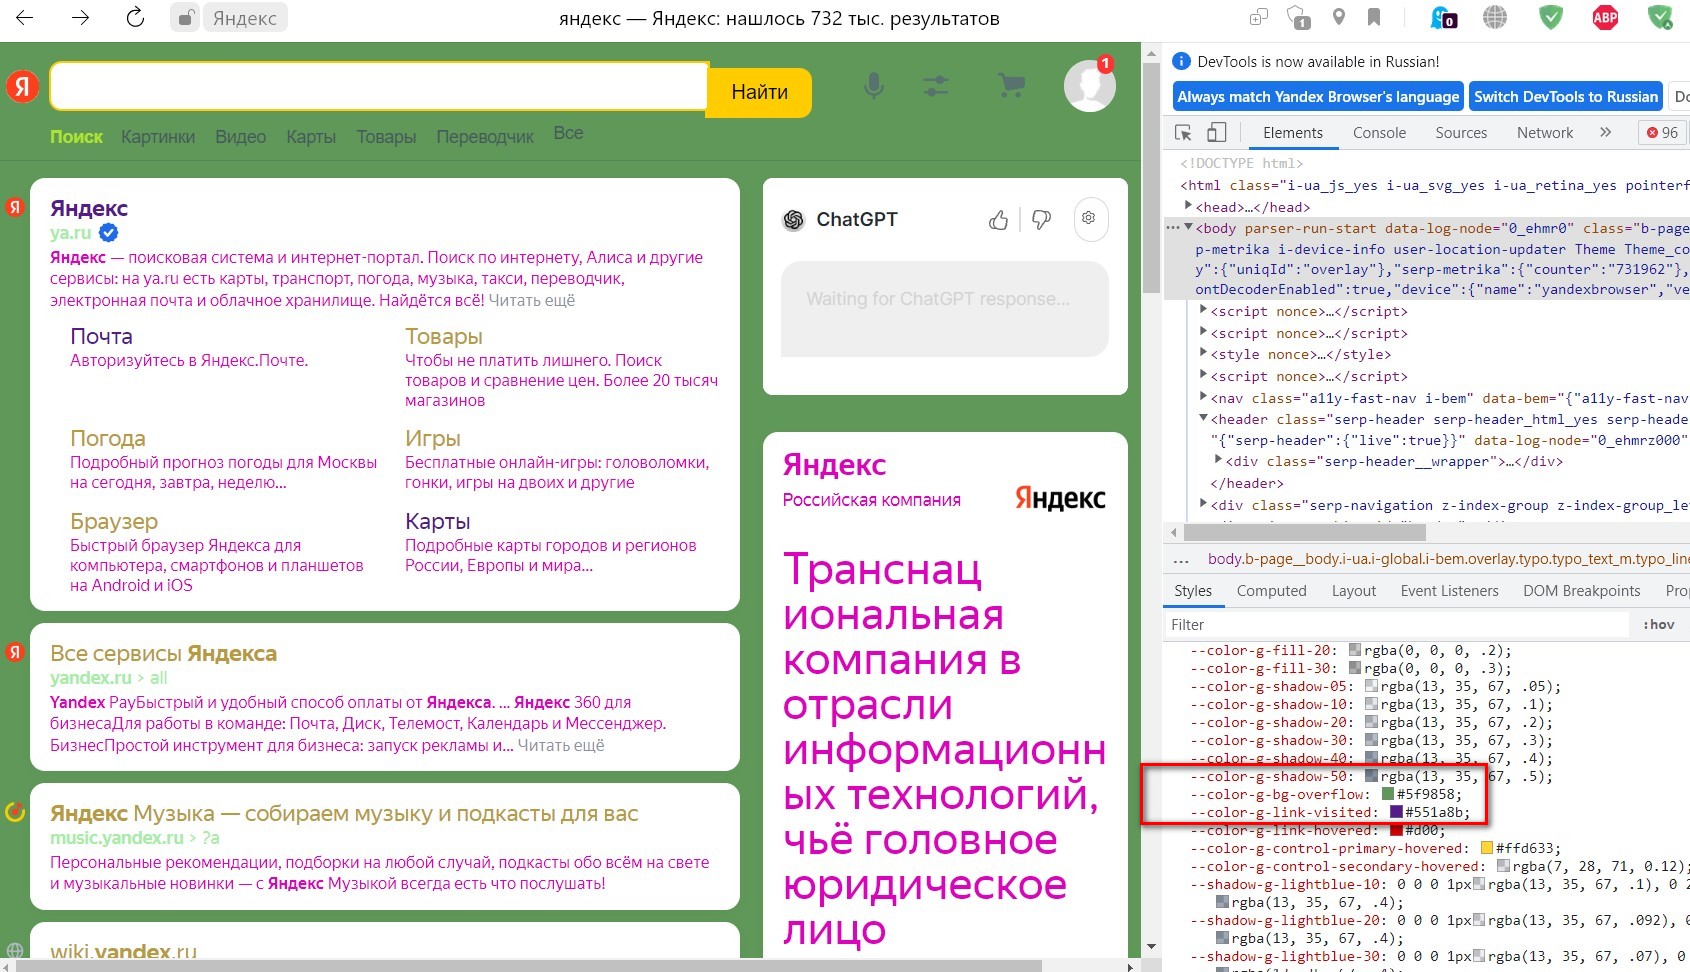 Яндекс
яндекс — Яндекс: нашлось 732 тыс. результатов
1
0
ABP
Я
Найти
1
Поиск Картинки Видео Карты Товары Переводчик Все
Я
Яндекс
ya.ru
Яндекс — поисковая система и интернет-портал. Поиск по интернету, Алиса и другие
сервисы: на ya.ru есть карты, транспорт, погода, музыка, такси, переводчик,
электронная почта и облачное хранилище. Найдётся всё! Читать ещё
Почта
Авторизуйтесь в Яндекс.Почте.
Товары
Чтобы не платить лишнего. Поиск
товаров и сравнение цен. Более 20 тысяч
магазинов
Погода
Подробный прогноз погоды для Москвы
на сегодня, завтра, неделю...
Игры
Бесплатные онлайн-игры: головоломки,
гонки, игры на двоих и другие
Браузер
Быстрый браузер Яндекса для
компьютера, смартфонов и планшетов
на Android и iOS
Карты
Подробные карты городов и регионов
России, Европы и мира...
Я
Все сервисы Яндекса
yandex.ru › all
Yandex PayБыстрый и удобный способ оплаты от Яндекса. ... Яндекс 360 для
бизнесаДля работы в команде: Почта, Диск, Телемост, Календарь и Мессенджер.
БизнесПростой инструмент для бизнеса: запуск рекламы и... Читать ещё
Яндекс Музыка — собираем музыку и подкасты для вас
music.yandex.ru › ?a
Персональные рекомендации, подборки на любой случай, подкасты обо всём на свете
и музыкальные новинки — с Яндекс Музыкой всегда есть что послушать!
wiki.yandex.ru
ChatGPT
Waiting for ChatGPT response...
Яндекс
Российская компания
Яндекс
Транснац
иональная
компания в
отрасли
информационн
ых технологий,
чьё головное
юридическое
лицо
DevTools is now available in Russian!
Always match Yandex Browser's language Switch DevTools to Russian Do
Elements Console Sources Network » 96
<!DOCTYPE html>
<html class="i-ua_js_yes i-ua_svg_yes i-ua_retina_yes pointerf
<head>…</head>
<body parser-run-start data-log-node="0_ehmr0" class="b-page
p-metrika i-device-info user-location-updater Theme Theme_co
y":{"uniqId":"overlay"},"serp-metrika":{"counter":"731962"},
ontDecoderEnabled":true,"device":{"name":"yandexbrowser","ve
<script nonce>…</script>
<script nonce>…</script>
<style nonce>…</style>
<script nonce>…</script>
<nav class="a11y-fast-nav i-bem" data-bem="{"a11y-fast-nav
<header class="serp-header serp-header_html_yes serp-heade
"{"serp-header":{"live":true}}" data-log-node="0_ehmrz000"
<div class="serp-header__wrapper">…</div>
</header>
<div class="serp-navigation z-index-group z-index-group_le
... body.b-page__body.i-ua.i-global.i-bem.overlay.typo.typo_text_m.typo_line
Styles Computed Layout Event Listeners DOM Breakpoints Prop
Filter :hov
--color-g-fill-20: rgba(0, 0, 0, .2);
--color-g-fill-30: rgba(0, 0, 0, .3);
--color-g-shadow-05: rgba(13, 35, 67, .05);
--color-g-shadow-10: rgba(13, 35, 67, .1);
--color-g-shadow-20: rgba(13, 35, 67, .2);
--color-g-shadow-30: rgba(13, 35, 67, .3);
--color-g-shadow-40: rgba(13, 35, 67, .4);
--color-g-shadow-50: rgba(13, 35, 67, .5);
--color-g-bg-overflow: #5f9858;
--color-g-link-visited: #551a8b;
--color-g-link-hovered: #d00;
--color-g-control-primary-hovered: #ffd633;
--color-g-control-secondary-hovered: rgba(7, 28, 71, 0.12);
--shadow-g-lightblue-10: 0 0 0 1px rgba(13, 35, 67, .1), 0 2
rgba(13, 35, 67, .4);
--shadow-g-lightblue-20: 0 0 0 1px rgba(13, 35, 67, .092), 0
rgba(13, 35, 67, .4);
--shadow-g-lightblue-30: 0 0 0 1px rgba(13, 35, 67, .07), 0